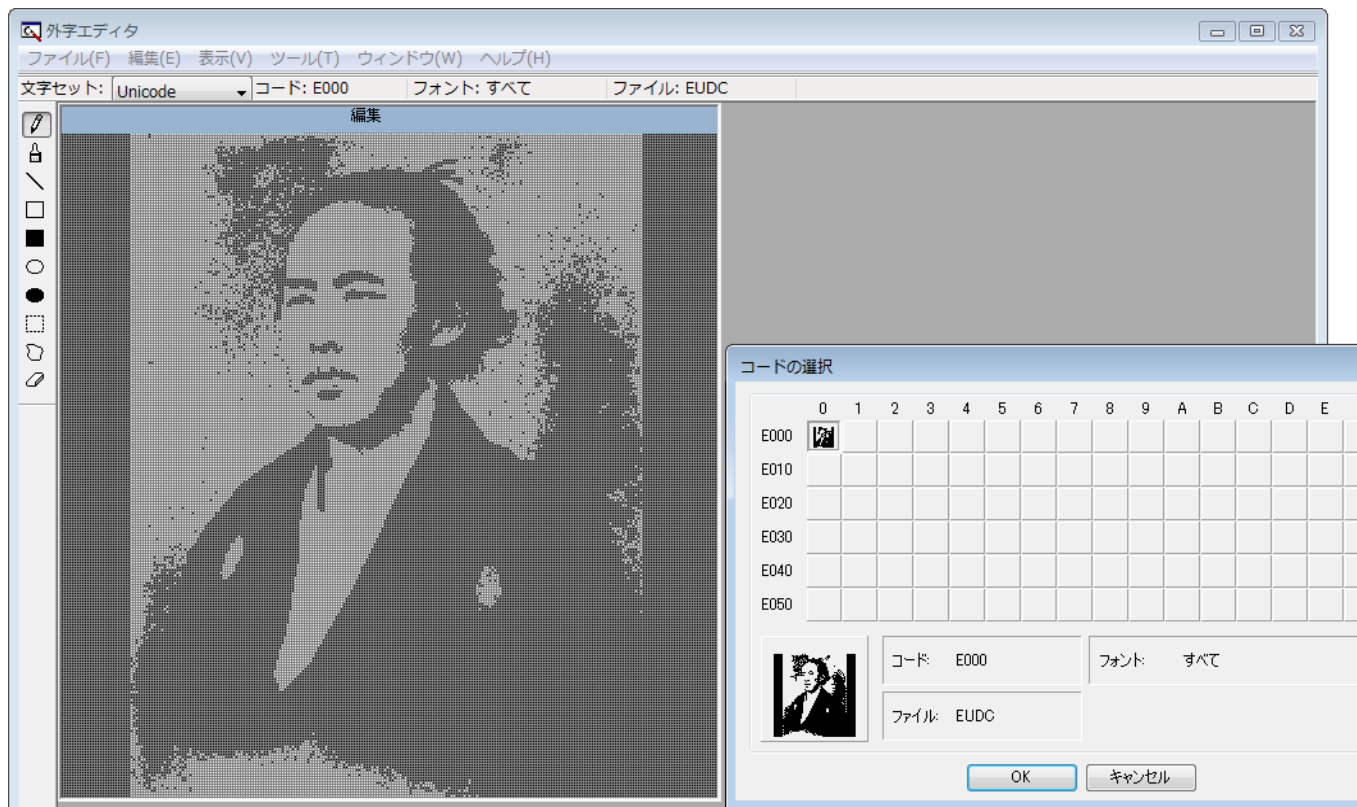 外字エディタ
ファイル(F) 編集(E) 表示(V) ツール(T) ウィンドウ(W) ヘルプ(H)
文字セット: Unicode コード: E000 フォント: すべて ファイル: EUDC
編集
コードの選択
0 1 2 3 4 5 6 7 8 9 A B C D E
E000
E010
E020
E030
E040
E050
コード: E000 フォント: すべて
ファイル: EUDC
OK キャンセル